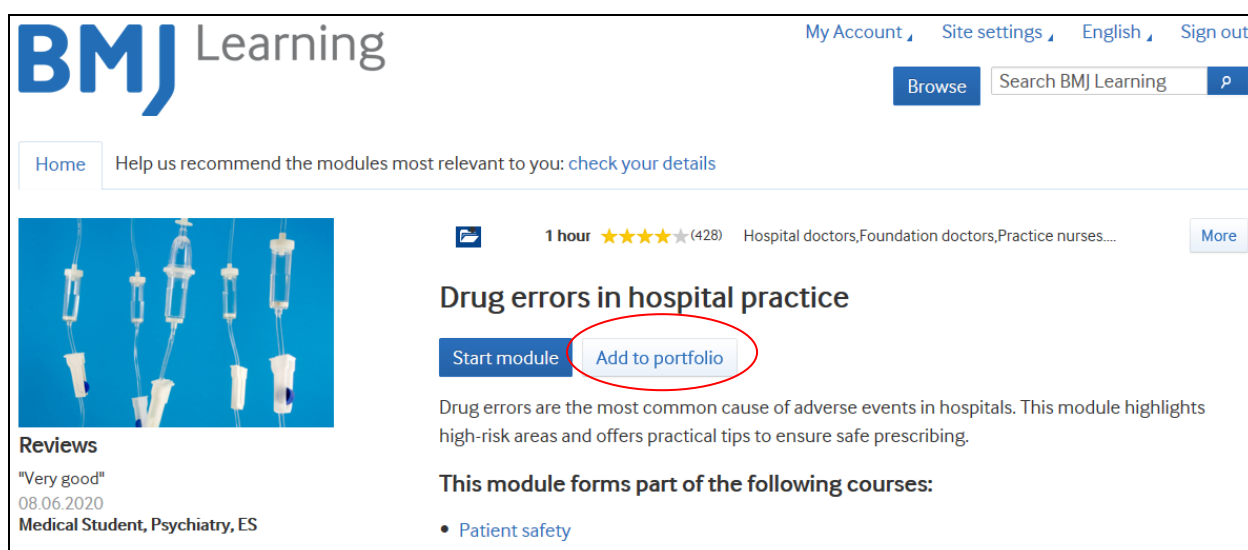 BMJ Learning
My Account Site settings English Sign out
Browse Search BMJ Learning
Home Help us recommend the modules most relevant to you: check your details
1 hour (428) Hospital doctors,Foundation doctors,Practice nurses.... More
Drug errors in hospital practice
Start module Add to portfolio
Drug errors are the most common cause of adverse events in hospitals. This module highlights
high-risk areas and offers practical tips to ensure safe prescribing.
Reviews
"Very good"
08.06.2020
Medical Student, Psychiatry, ES
This module forms part of the following courses:
• Patient safety